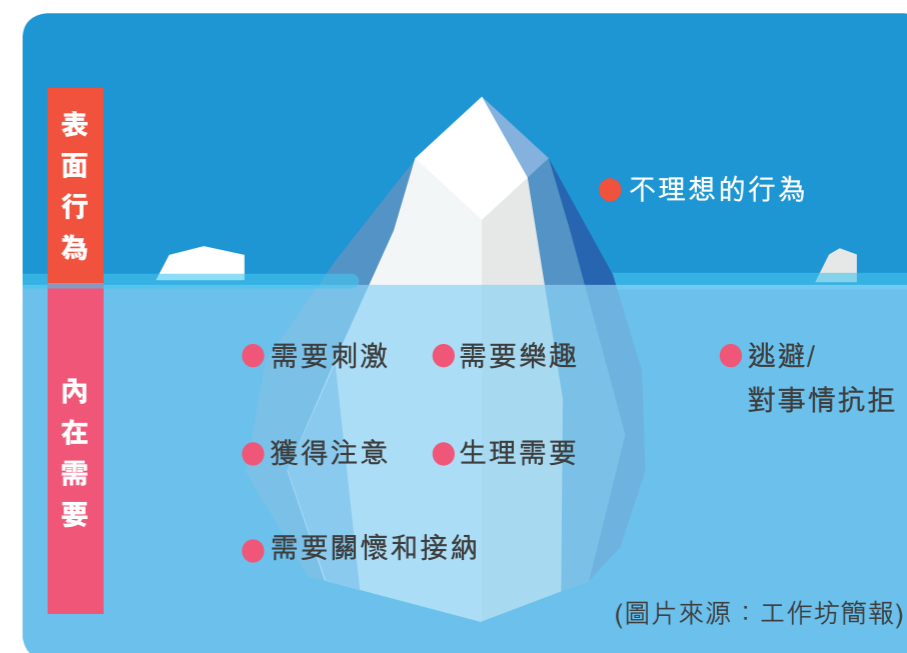 表面行為
不理想的行為
內在需要
需要刺激
需要樂趣
逃避/
對事情抗拒
獲得注意
生理需要
需要關懷和接納
(圖片來源：工作坊簡報)